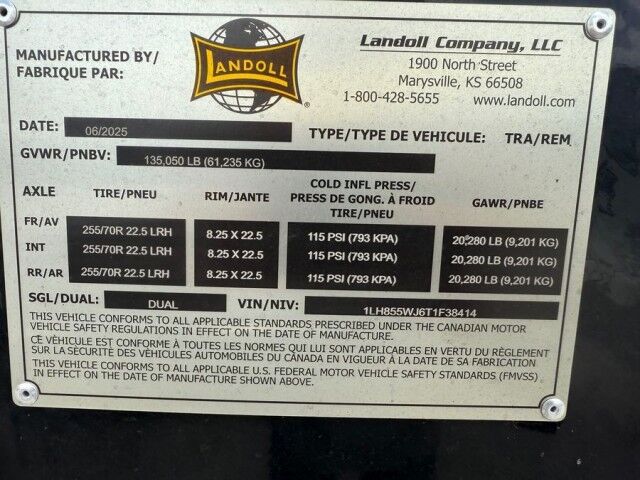 MANUFACTURED BY/
FABRIQUE PAR:
LANDOLL
®
Landoll Company, LLC
1900 North Street
Marysville, KS 66508
1-800-428-5655 www.landoll.com
DATE: 06/2025 TYPE/TYPE DE VEHICULE: TRA/REM
GVWR/PNBV: 135,050 LB (61,235 KG)
AXLE TIRE/PNEU RIM/JANTE COLD INFL PRESS/
PRESS DE GONG. À FROID
TIRE/PNEU GAWR/PNBE
FR/AV 255/70R 22.5 LRH 8.25 X 22.5 115 PSI (793 KPA) 20,280 LB (9,201 KG)
INT 255/70R 22.5 LRH 8.25 X 22.5 115 PSI (793 KPA) 20,280 LB (9,201 KG)
RR/AR 255/70R 22.5 LRH 8.25 X 22.5 115 PSI (793 KPA) 20,280 LB (9,201 KG)
SGL/DUAL: DUAL VIN/NIV: 1LH855WJ6T1F38414
THIS VEHICLE CONFORMS TO ALL APPLICABLE STANDARDS PRESCRIBED UNDER THE CANADIAN MOTOR
VEHICLE SAFETY REGULATIONS IN EFFECT ON THE DATE OF MANUFACTURE.
CE VÉHICULE EST CONFORME À TOUTES LES NORMES QUI LUI SONT APPLICABLES EN VERTU DU RÈGLEMENT
SUR LA SÉCURITÉ DES VÉHICULES AUTOMOBILES DU CANADA EN VIGUEUR À LA DATE DE SA FABRICATION
THIS VEHICLE CONFORMS TO ALL APPLICABLE U.S. FEDERAL MOTOR VEHICLE SAFETY STANDARDS (FMVSS)
IN EFFECT ON THE DATE OF MANUFACTURE SHOWN ABOVE.